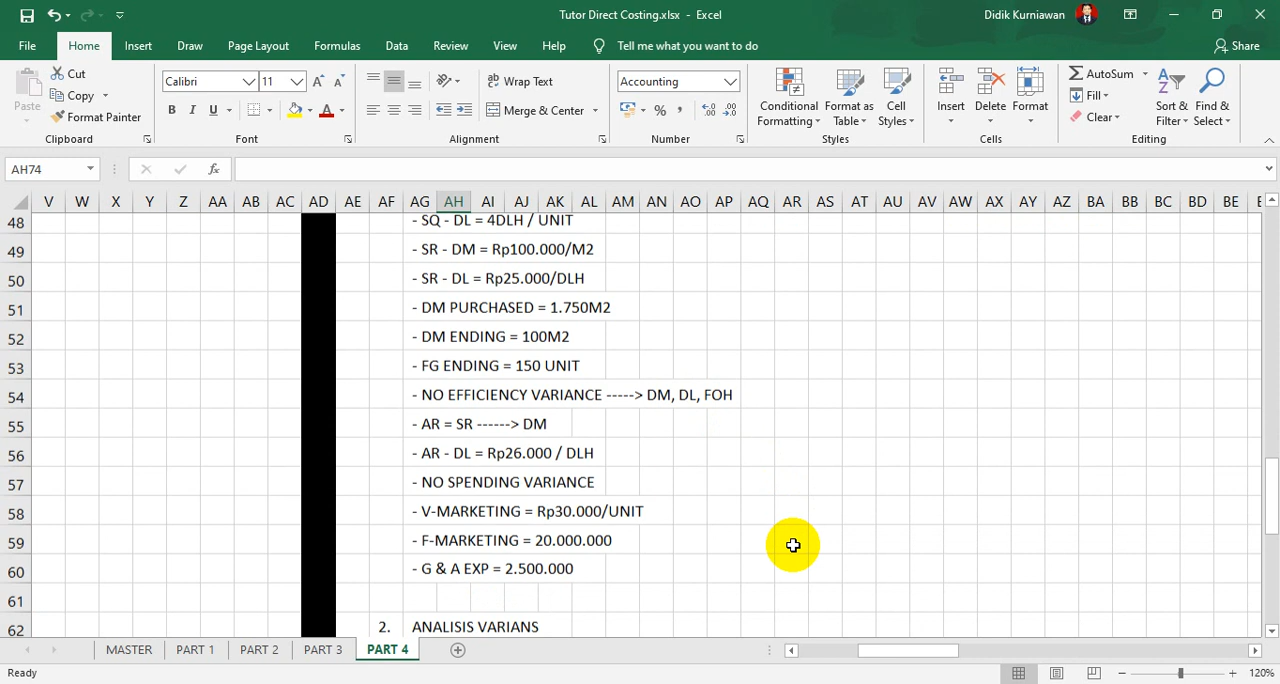 Tutor Direct Costing.xlsx - Excel
Didik Kurniawan
File Home Insert Draw Page Layout Formulas Data Review View Help Tell me what you want to do Share
Paste
Cut
Copy
Format Painter
Clipboard
Calibri 11
B I U
Font
Wrap Text
Merge & Center
Alignment
Accounting
Number
Conditional Formatting
Format as Table
Cell Styles
Styles
Insert
Delete
Format
Cells
AutoSum
Fill
Clear
Sort & Filter
Find & Select
Editing
AH74
fx
V W X Y Z AA AB AC AD AE AF AG AH AI AJ AK AL AM AN AO AP AQ AR AS AT AU AV AW AX AY AZ BA BB BC BD BE
48 - SQ - DL = 4DLH / UNIT
49 - SR - DM = Rp100.000/M2
50 - SR - DL = Rp25.000/DLH
51 - DM PURCHASED = 1.750M2
52 - DM ENDING = 100M2
53 - FG ENDING = 150 UNIT
54 - NO EFFICIENCY VARIANCE -----> DM, DL, FOH
55 - AR = SR ------> DM
56 - AR - DL = Rp26.000 / DLH
57 - NO SPENDING VARIANCE
58 - V-MARKETING = Rp30.000/UNIT
59 - F-MARKETING = 20.000.000
60 - G & A EXP = 2.500.000
61
62 2. ANALISIS VARIANS
MASTER PART 1 PART 2 PART 3 PART 4
Ready
120%